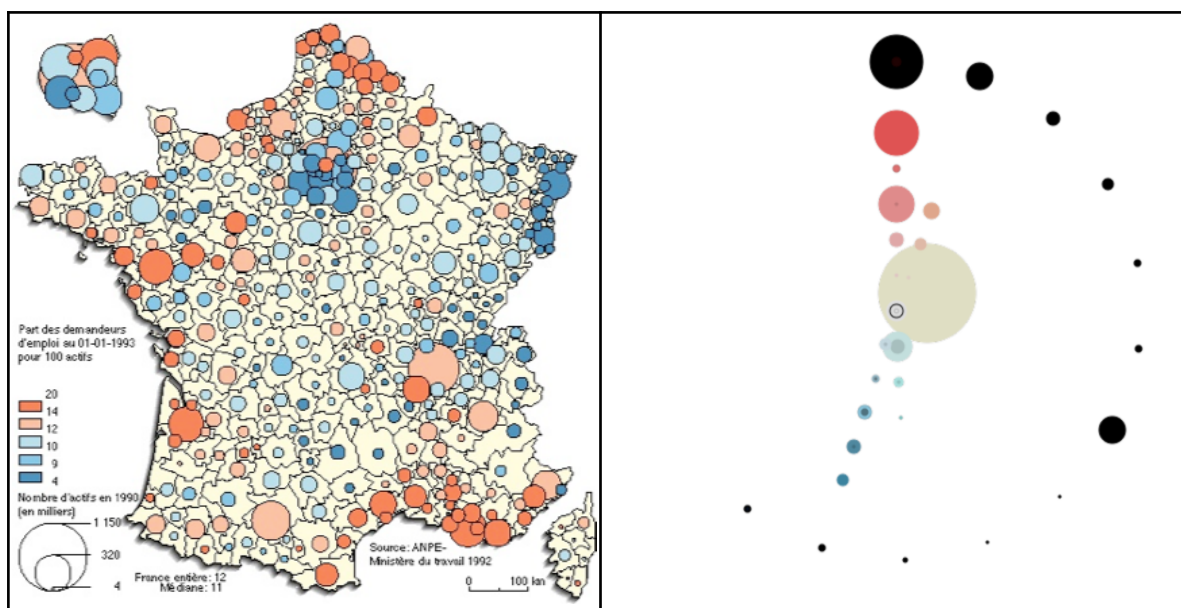 Part des demandeurs
d'emploi au 01-01-1993
pour 100 actifs
20
14
12
10
9
4
Nombre d'actifs en 1990
(en milliers)
1 150
320
4
France entière: 12
Médiane: 11
Source: ANPE-
Ministère du travail 1992
0 100 km